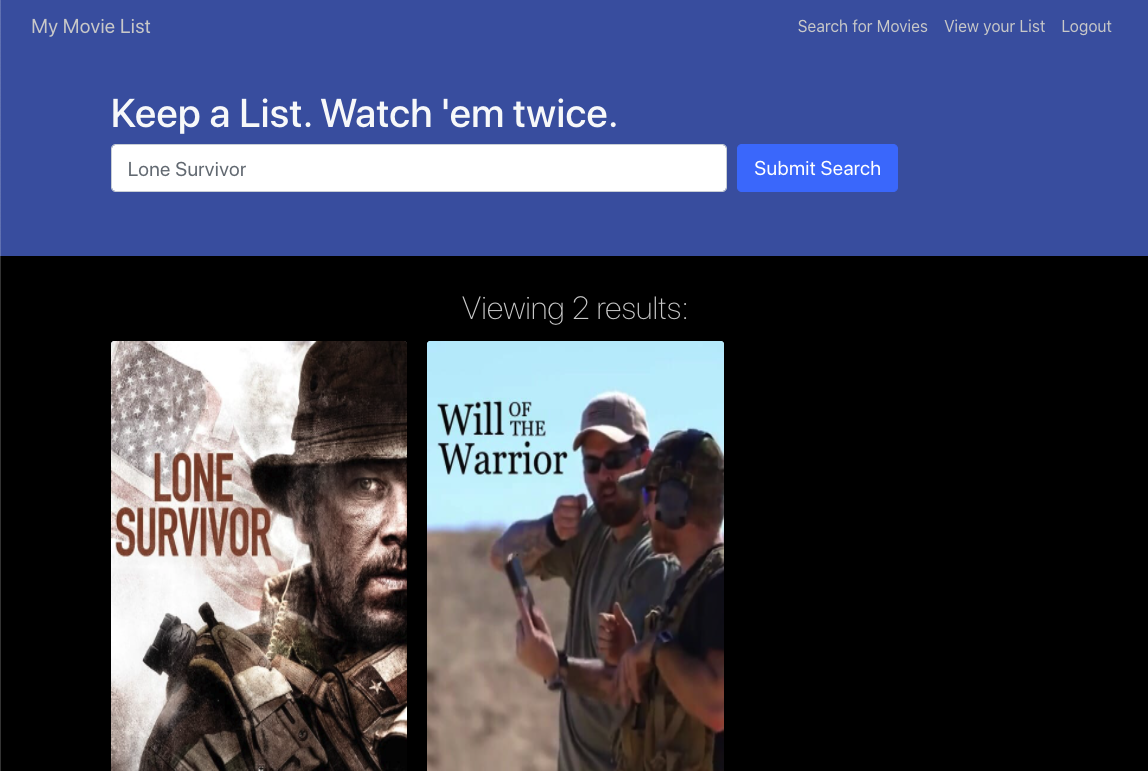 My Movie List
Search for Movies
View your List
Logout
Keep a List. Watch 'em twice.
Lone Survivor
Submit Search
Viewing 2 results:
LONE
SURVIVOR
Will OF THE
Warrior